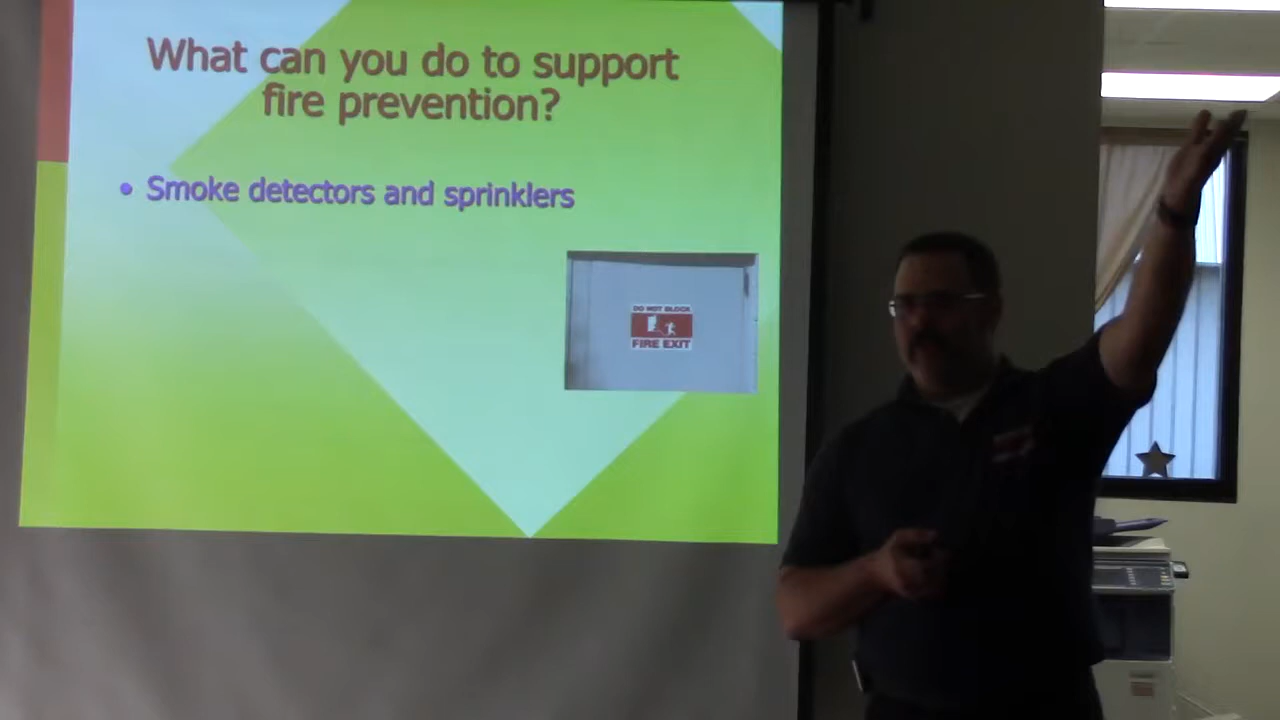 What can you do to support
fire prevention?
• Smoke detectors and sprinklers
DO NOT BLOCK
FIRE EXIT